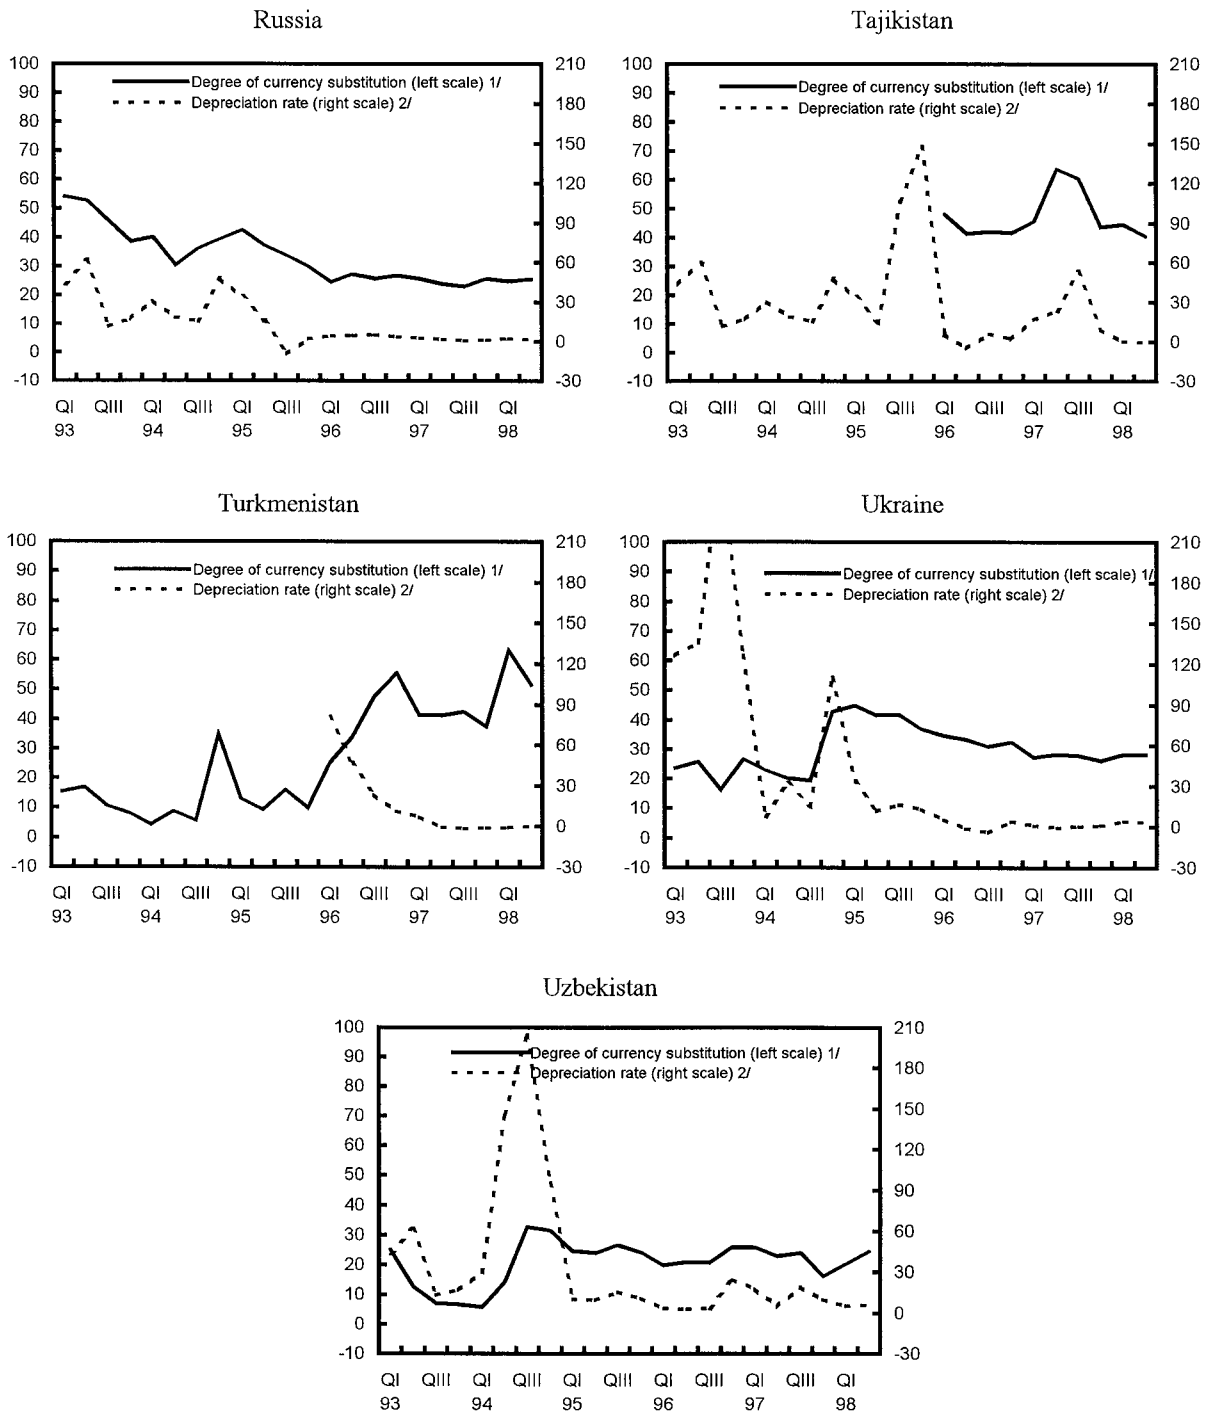 Russia
100 210
90 180
80 150
70 120
60 90
50 60
40 30
30 0
20 -30
10
0
-10
Degree of currency substitution (left scale) 1/
Depreciation rate (right scale) 2/
QI QIII QI QIII QI QIII QI QIII QI QIII QI
93 94 95 96 97 98
Tajikistan
100 210
90 180
80 150
70 120
60 90
50 60
40 30
30 0
20 -30
10
0
-10
Degree of currency substitution (left scale) 1/
Depreciation rate (right scale) 2/
QI QIII QI QIII QI QIII QI QIII QI QIII QI
93 94 95 96 97 98
Turkmenistan
100 210
90 180
80 150
70 120
60 90
50 60
40 30
30 0
20 -30
10
0
-10
Degree of currency substitution (left scale) 1/
Depreciation rate (right scale) 2/
QI QIII QI QIII QI QIII QI QIII QI QIII QI
93 94 95 96 97 98
Ukraine
100 210
90 180
80 150
70 120
60 90
50 60
40 30
30 0
20 -30
10
0
-10
Degree of currency substitution (left scale) 1/
Depreciation rate (right scale) 2/
QI QIII QI QIII QI QIII QI QIII QI QIII QI
93 94 95 96 97 98
Uzbekistan
100 210
90 180
80 150
70 120
60 90
50 60
40 30
30 0
20 -30
10
0
-10
Degree of currency substitution (left scale) 1/
Depreciation rate (right scale) 2/
QI QIII QI QIII QI QIII QI QIII QI QIII QI
93 94 95 96 97 98